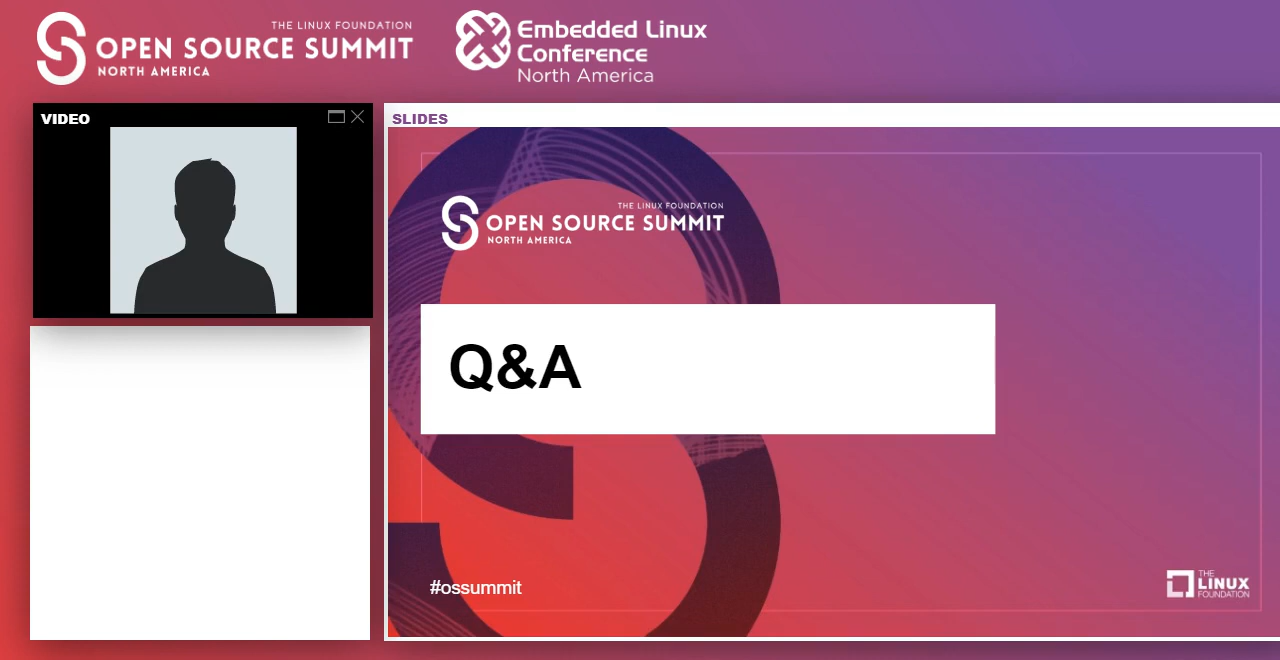 THE LINUX FOUNDATION
OPEN SOURCE SUMMIT
NORTH AMERICA
Embedded Linux
Conference
North America
VIDEO
SLIDES
THE LINUX FOUNDATION
OPEN SOURCE SUMMIT
NORTH AMERICA
Q&A
#ossummit
THE
LINUX
FOUNDATION